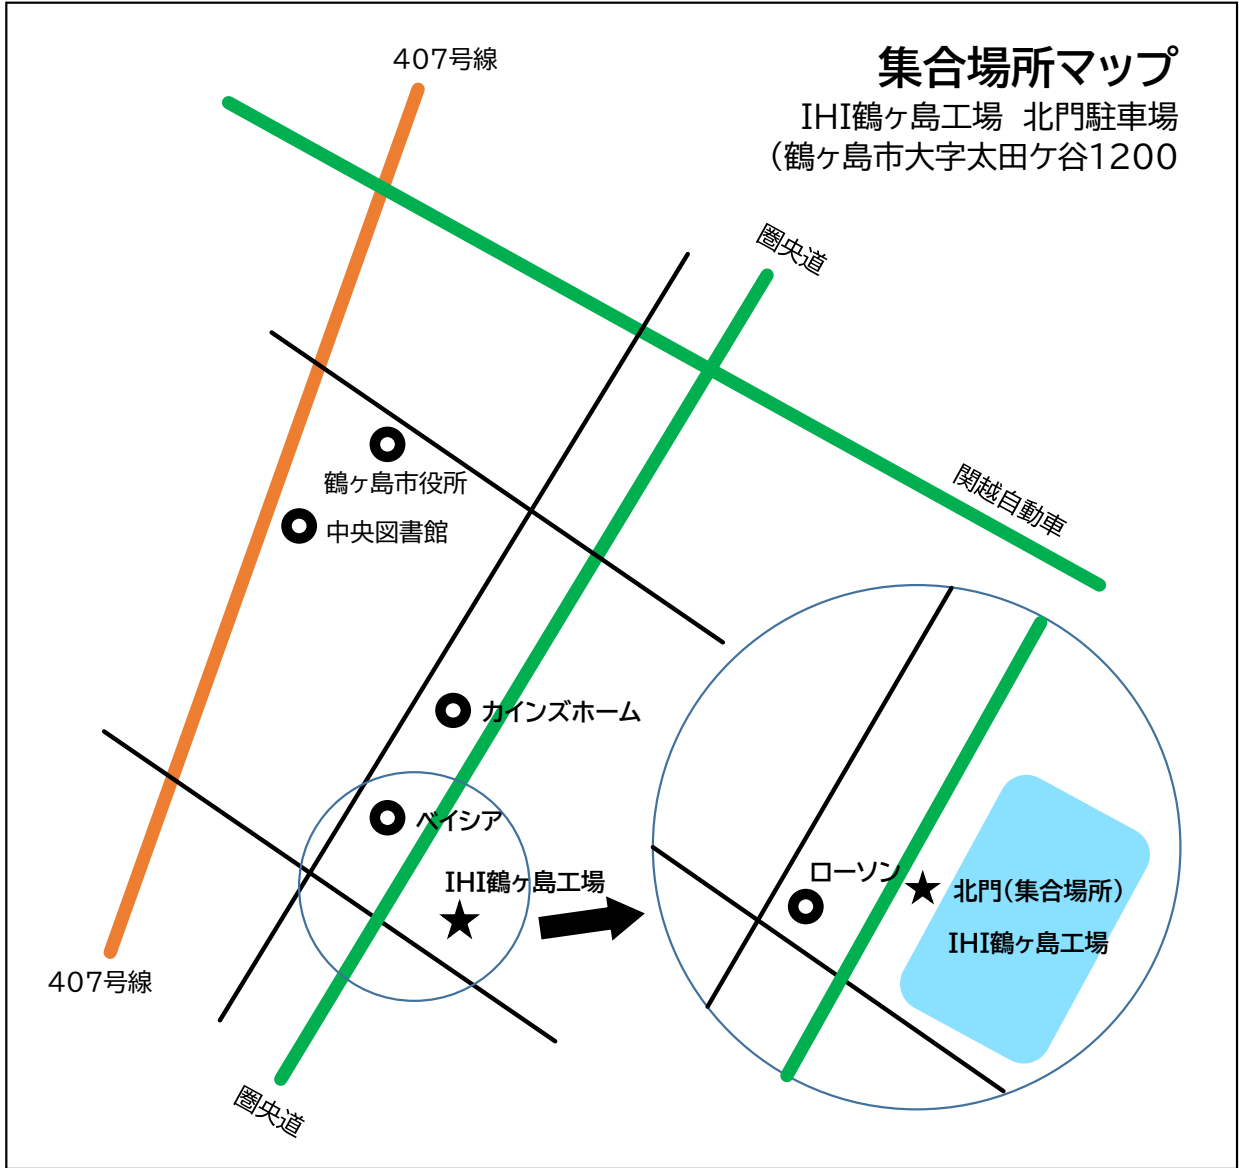 集合場所マップ
IHI鶴ヶ島工場 北門駐車場
(鶴ヶ島市大字太田ケ谷1200
407号線
圏央道
関越自動車
鶴ヶ島市役所
中央図書館
カインズホーム
ベイシア
IHI鶴ヶ島工場
ローソン
北門(集合場所)
IHI鶴ヶ島工場
407号線
圏央道